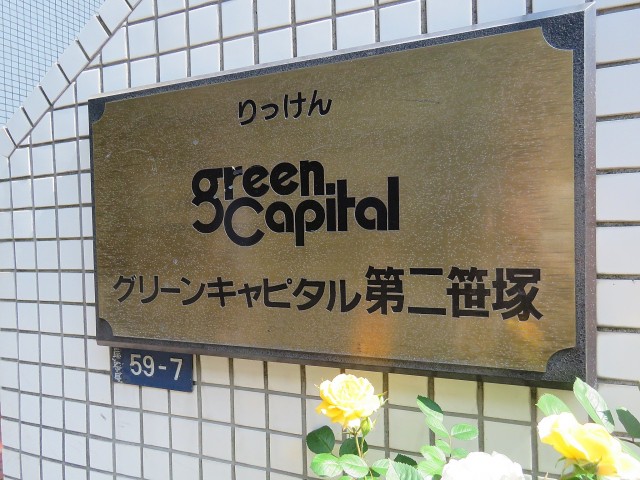 りっけん
green
Capital
グリーンキャピタル第二笹塚
59-7